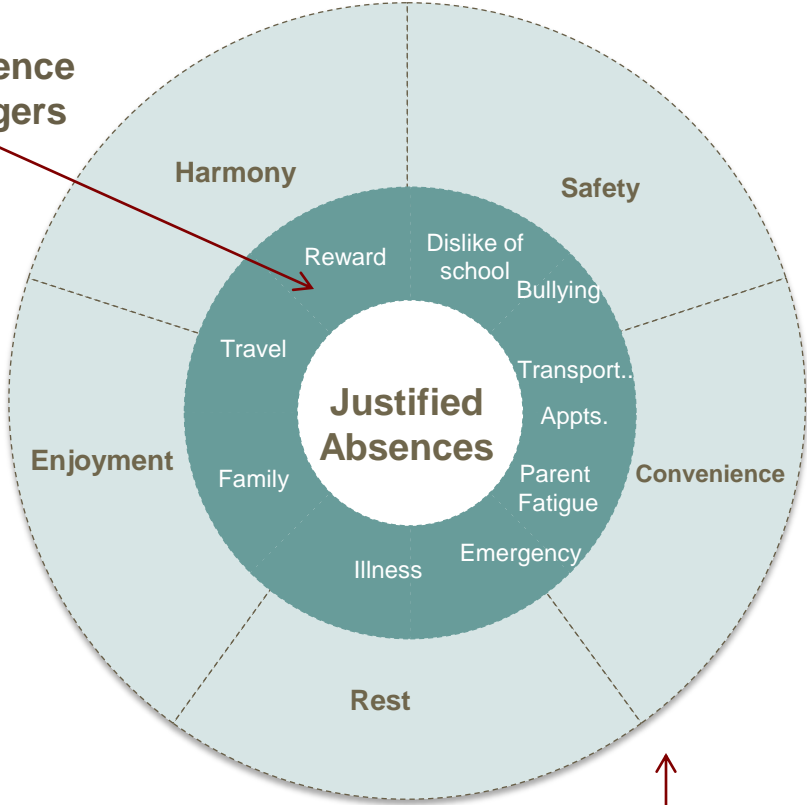 ence
gers
Harmony
Safety
Reward
Dislike of
school
Bullying
Travel
Transport..
Justified
Absences
Appts.
Enjoyment
Family
Parent
Fatigue
Convenience
Emergency
Illness
Rest